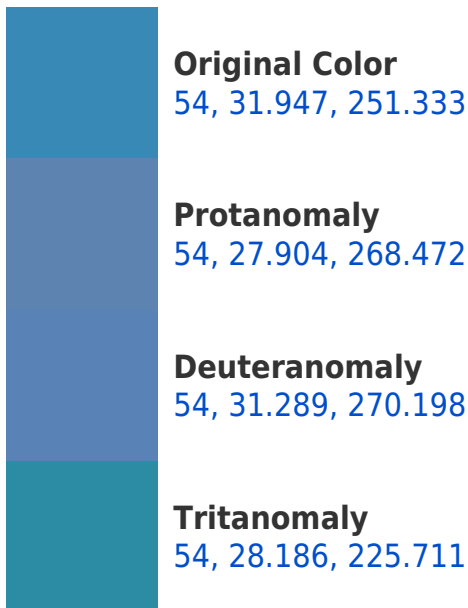 Original Color
54, 31.947, 251.333
Protanomaly
54, 27.904, 268.472
Deuteranomaly
54, 31.289, 270.198
Tritanomaly
54, 28.186, 225.711